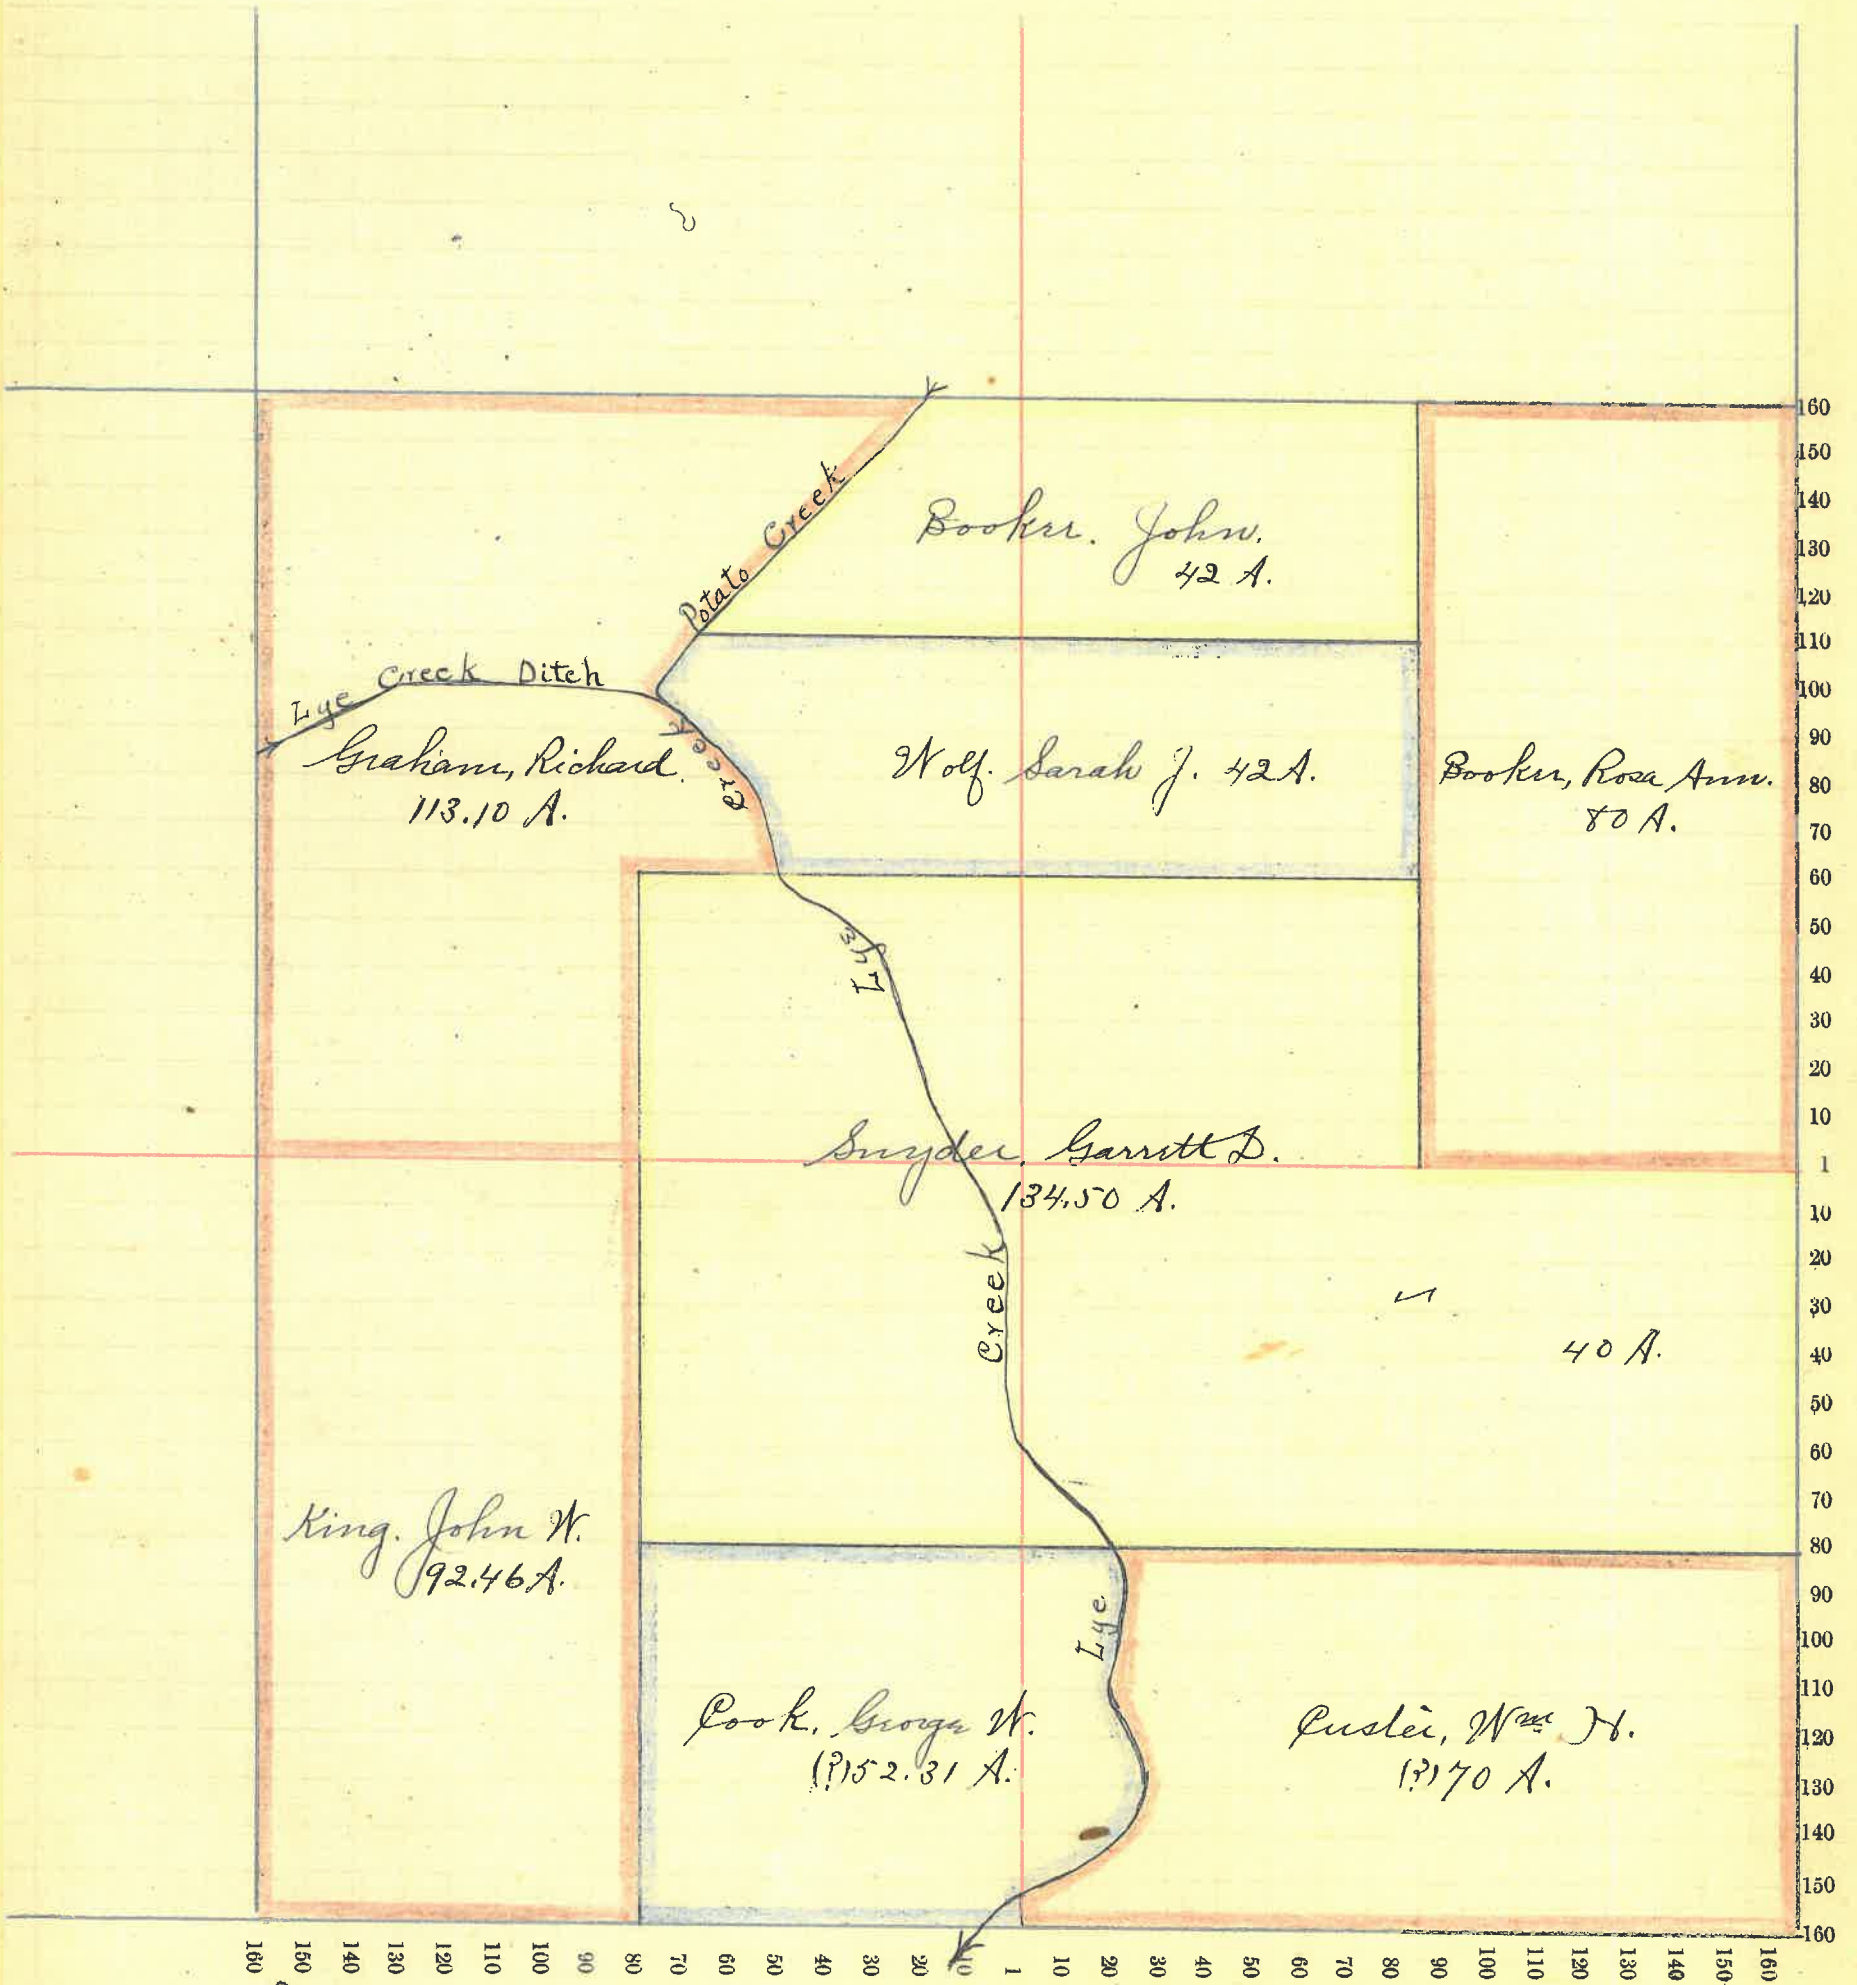 Potato Creek
Booker. John.
42 A.
Lye Creek Ditch
Creek
Graham, Richard.
113.10 A.
Wolf. Sarah J. 42 A.
Booker, Rosa Ann.
80 A.
Lye
Snyder. Garrett D.
134.50 A.
Creek
40 A.
King. John W.
92.46 A.
Lye
Cook. George W.
(?) 52.31 A.
Custer, Wm H.
(?) 70 A.
160
150
140
130
120
110
100
90
80
70
60
50
40
30
20
10
1
10
20
30
40
50
60
70
80
90
100
110
120
130
140
150
160
160 150 140 130 120 110 100 90 80 70 60 50 40 30 20 10 1 10 20 30 40 50 60 70 80 90 100 110 120 130 140 150 160